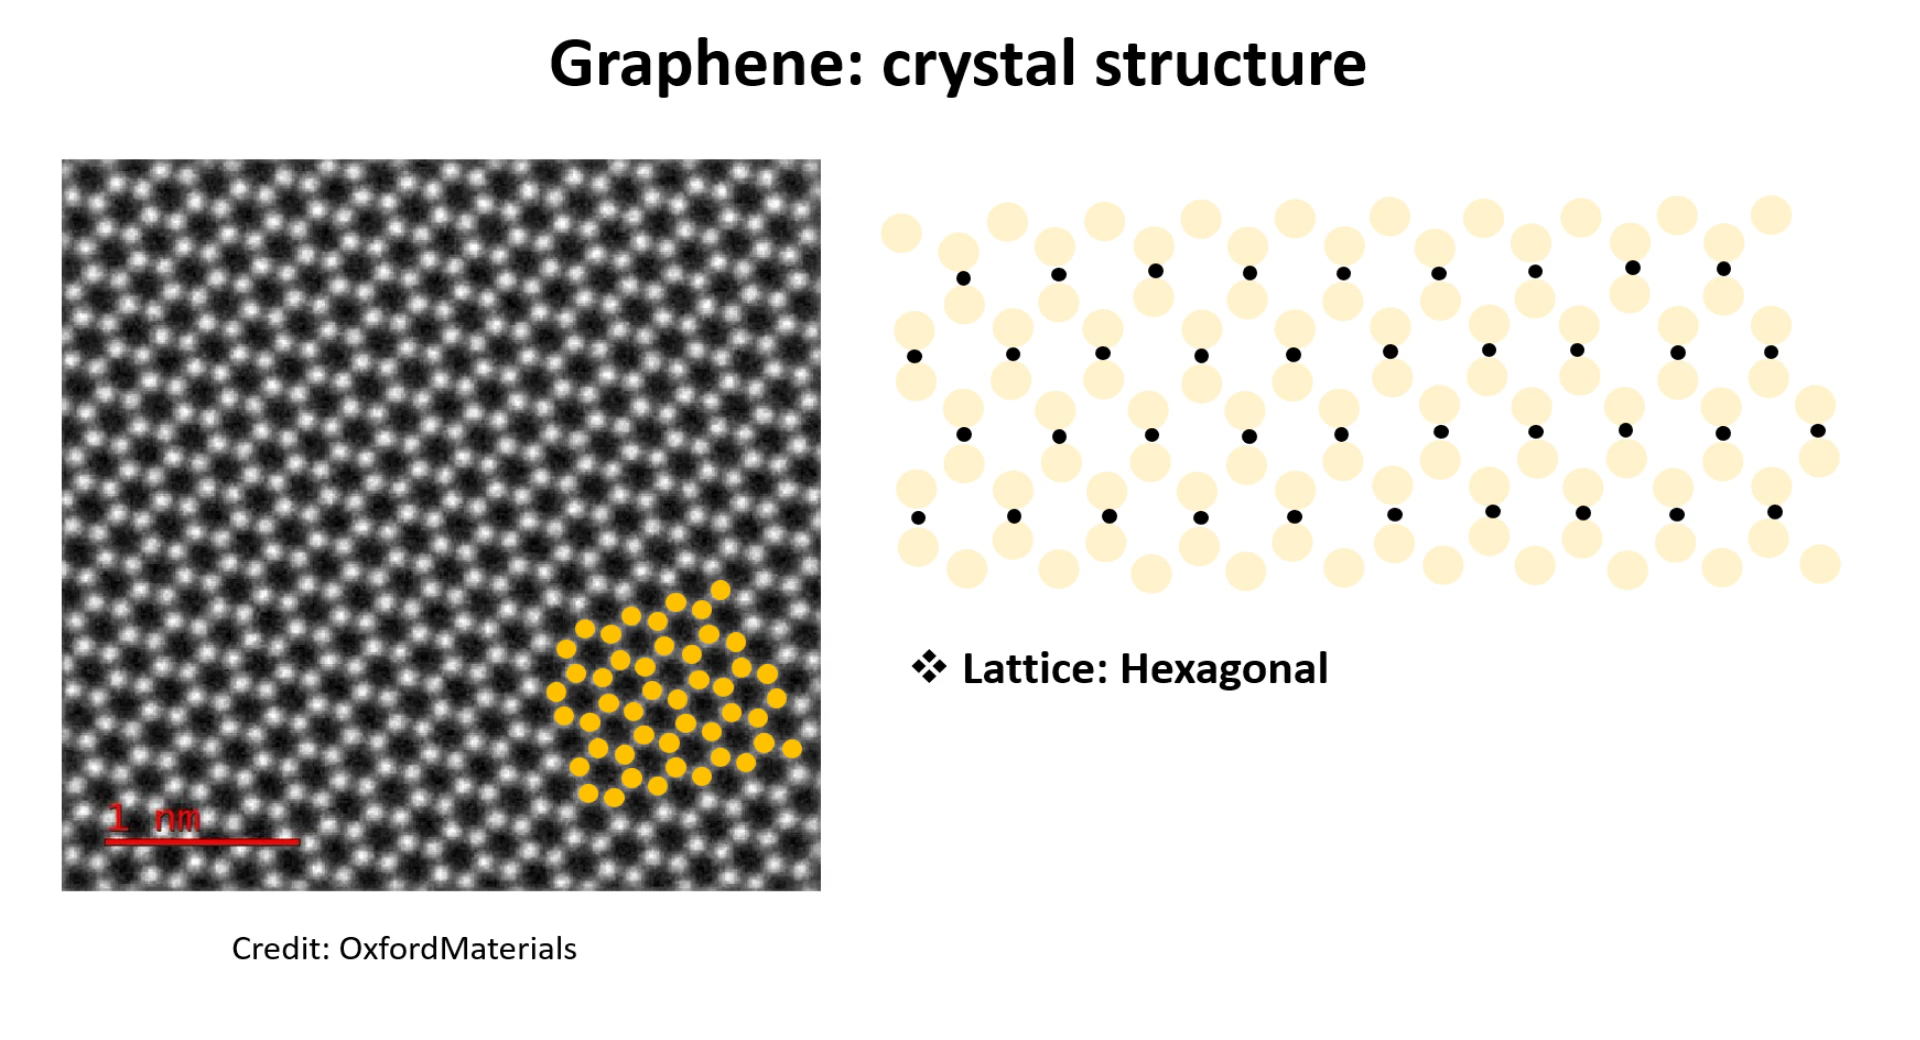 Graphene: crystal structure
1 nm
Credit: OxfordMaterials
❖ Lattice: Hexagonal